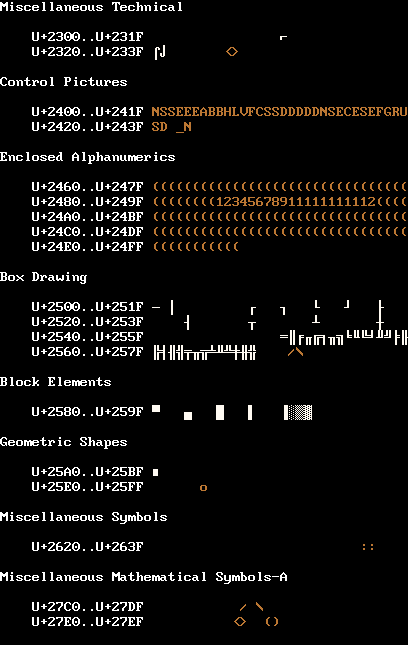 Miscellaneous Technical
U+2300..U+231F ⌐
U+2320..U+233F ⌠⌡ <>
Control Pictures
U+2400..U+241F NSSEEEABBHLVFCSSDDDDDNSECESEFGRU
U+2420..U+243F SD _N
Enclosed Alphanumerics
U+2460..U+247F ((((((((((((((((((((((((((((((((
U+2480..U+249F ((((((((12345678911111111112((((
U+24A0..U+24BF ((((((((((((((((((((((((((((((((
U+24C0..U+24DF ((((((((((((((((((((((((((((((((
U+24E0..U+24FF (((((((((((
Box Drawing
U+2500..U+251F ─ │ ┌ ┐ └ ┘ ├
U+2520..U+253F ┤ ┬ ┴ ┼
U+2540..U+255F ═║╒╓╔╕╖╗╘╙╚╛╜╝╞╟
U+2560..U+257F ╠╡╢╣╤╥╦╧╨╩╪╫╬ /\
Block Elements
U+2580..U+259F ▀ ▄ █ ▌ ▐░▒▓
Geometric Shapes
U+25A0..U+25BF ■
U+25E0..U+25FF o
Miscellaneous Symbols
U+2620..U+263F ::
Miscellaneous Mathematical Symbols-A
U+27C0..U+27DF / \
U+27E0..U+27EF <> ()